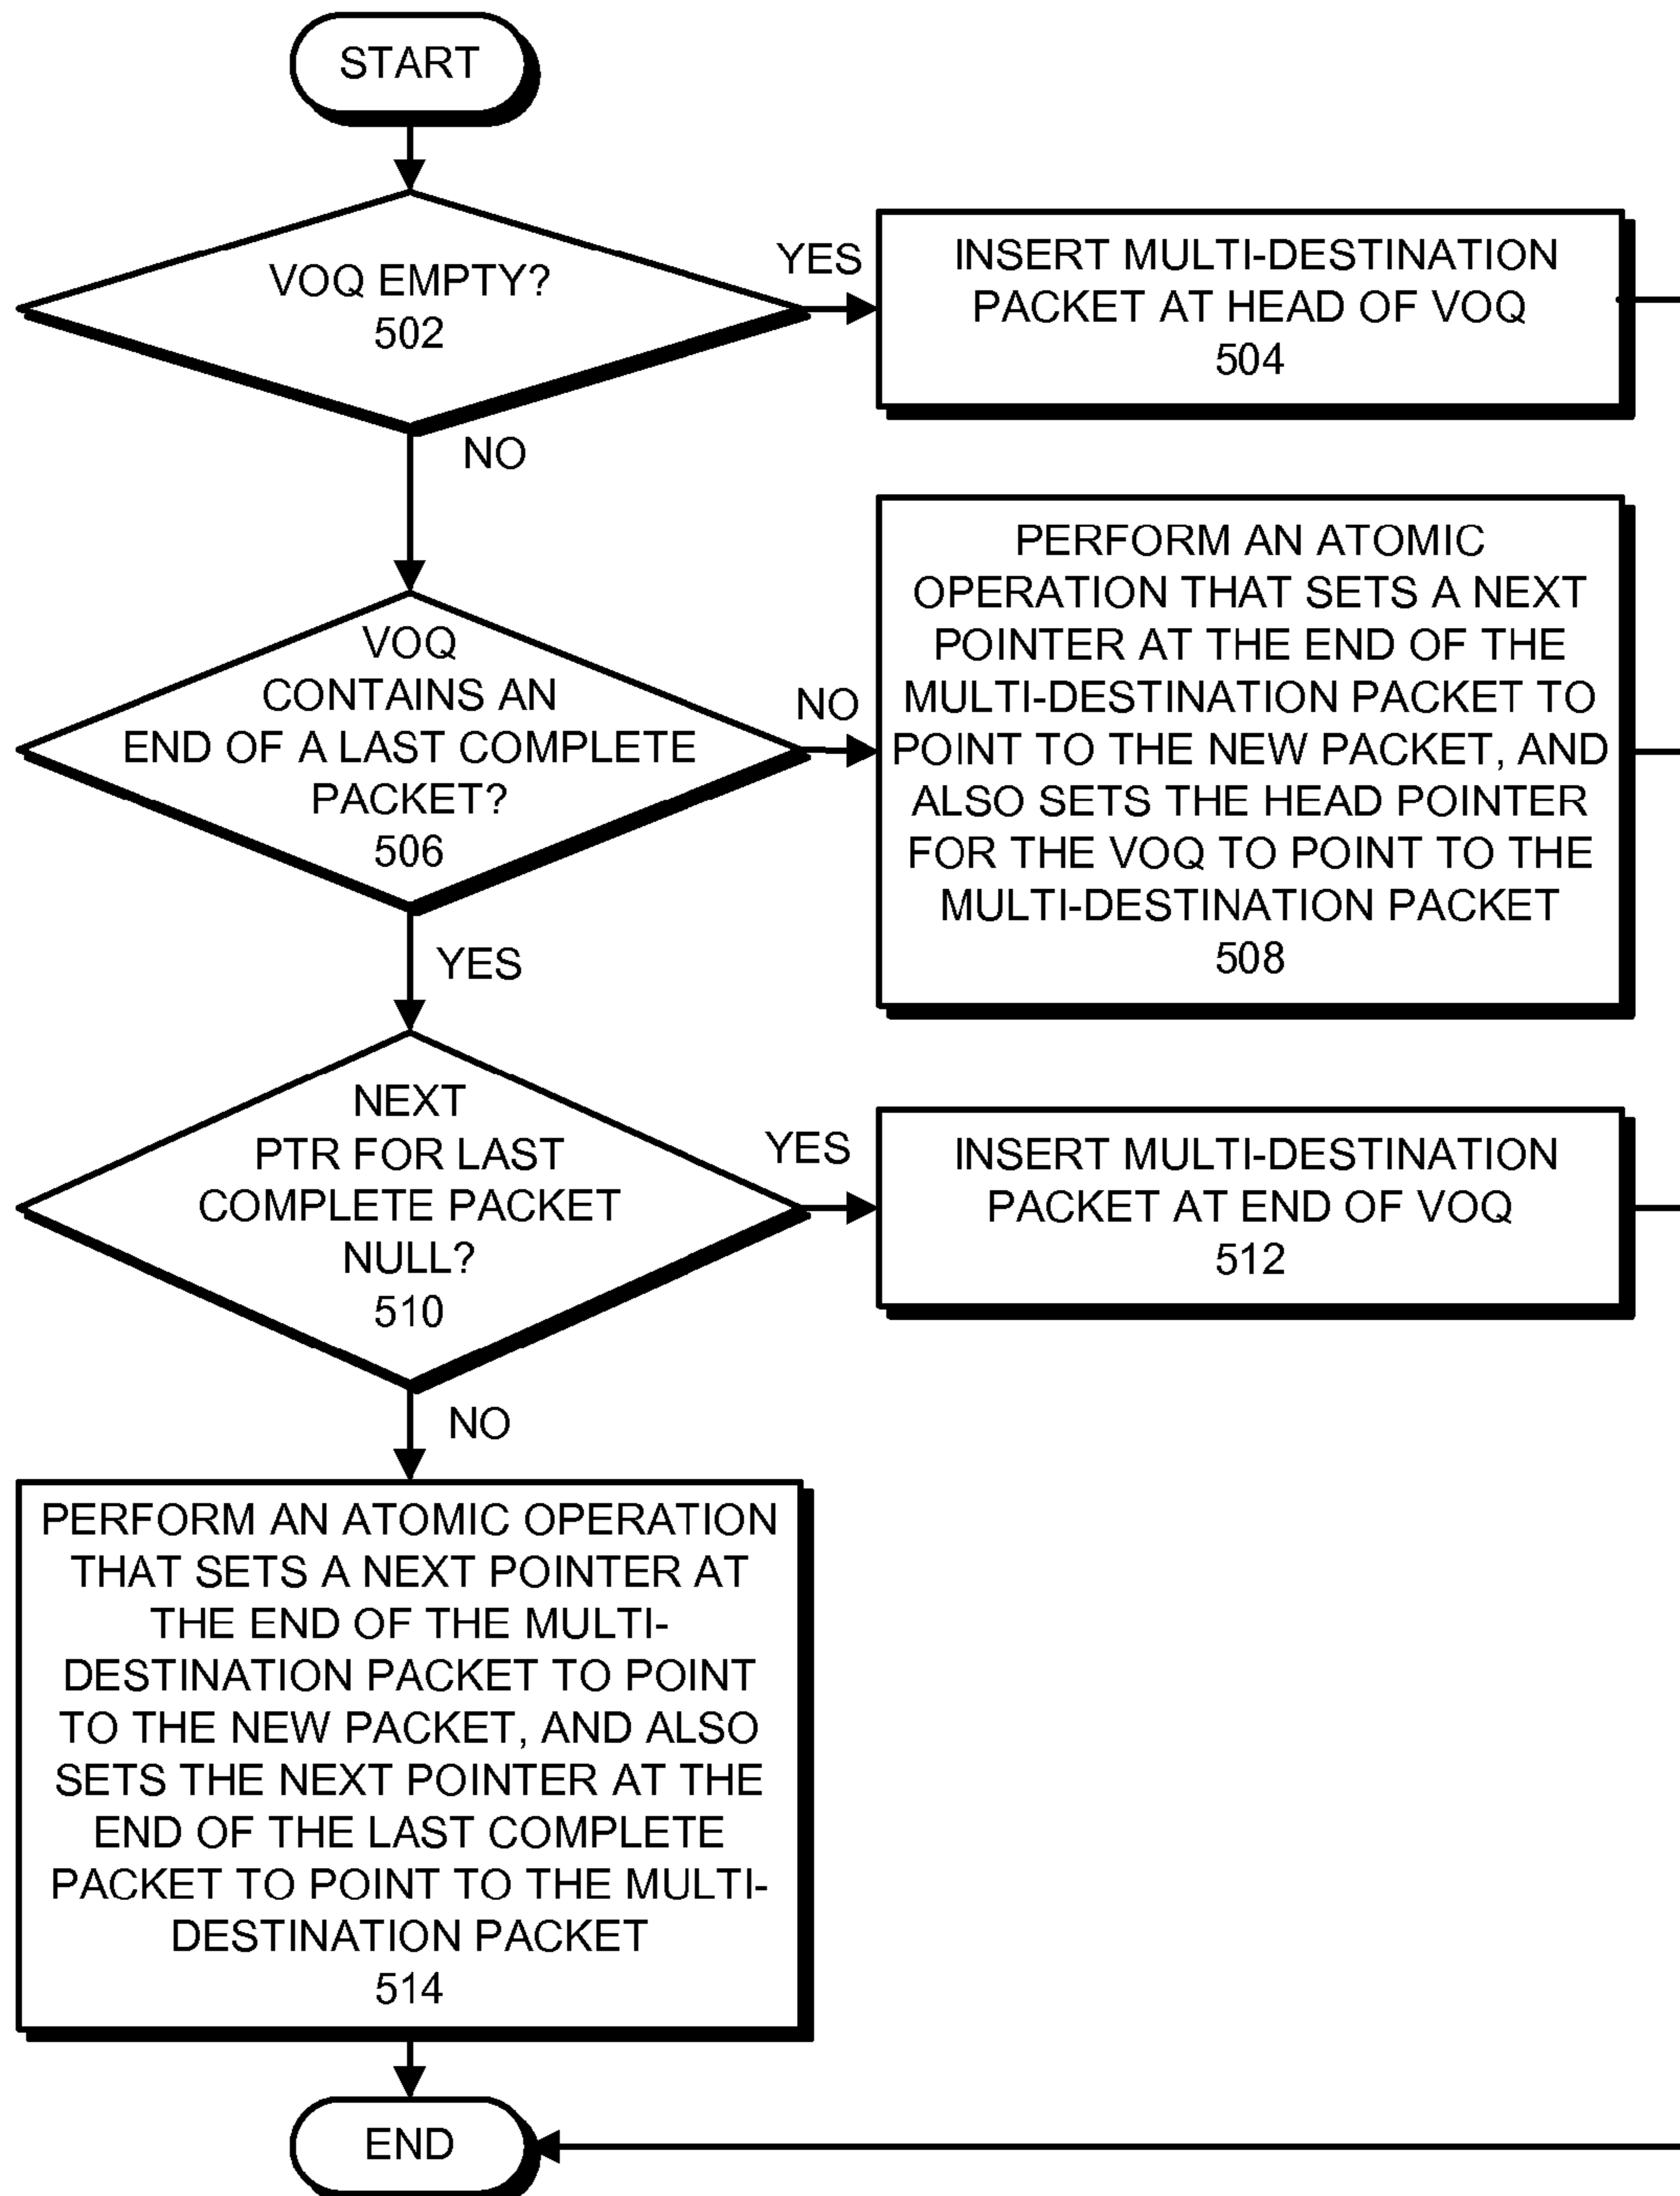 START
VOQ EMPTY?
502
YES
INSERT MULTI-DESTINATION
PACKET AT HEAD OF VOQ
504
NO
VOQ
CONTAINS AN
END OF A LAST COMPLETE
PACKET?
506
NO
PERFORM AN ATOMIC
OPERATION THAT SETS A NEXT
POINTER AT THE END OF THE
MULTI-DESTINATION PACKET TO
POINT TO THE NEW PACKET, AND
ALSO SETS THE HEAD POINTER
FOR THE VOQ TO POINT TO THE
MULTI-DESTINATION PACKET
508
YES
NEXT
PTR FOR LAST
COMPLETE PACKET
NULL?
510
YES
INSERT MULTI-DESTINATION
PACKET AT END OF VOQ
512
NO
PERFORM AN ATOMIC OPERATION
THAT SETS A NEXT POINTER AT
THE END OF THE MULTI-
DESTINATION PACKET TO POINT
TO THE NEW PACKET, AND ALSO
SETS THE NEXT POINTER AT THE
END OF THE LAST COMPLETE
PACKET TO POINT TO THE MULTI-
DESTINATION PACKET
514
END